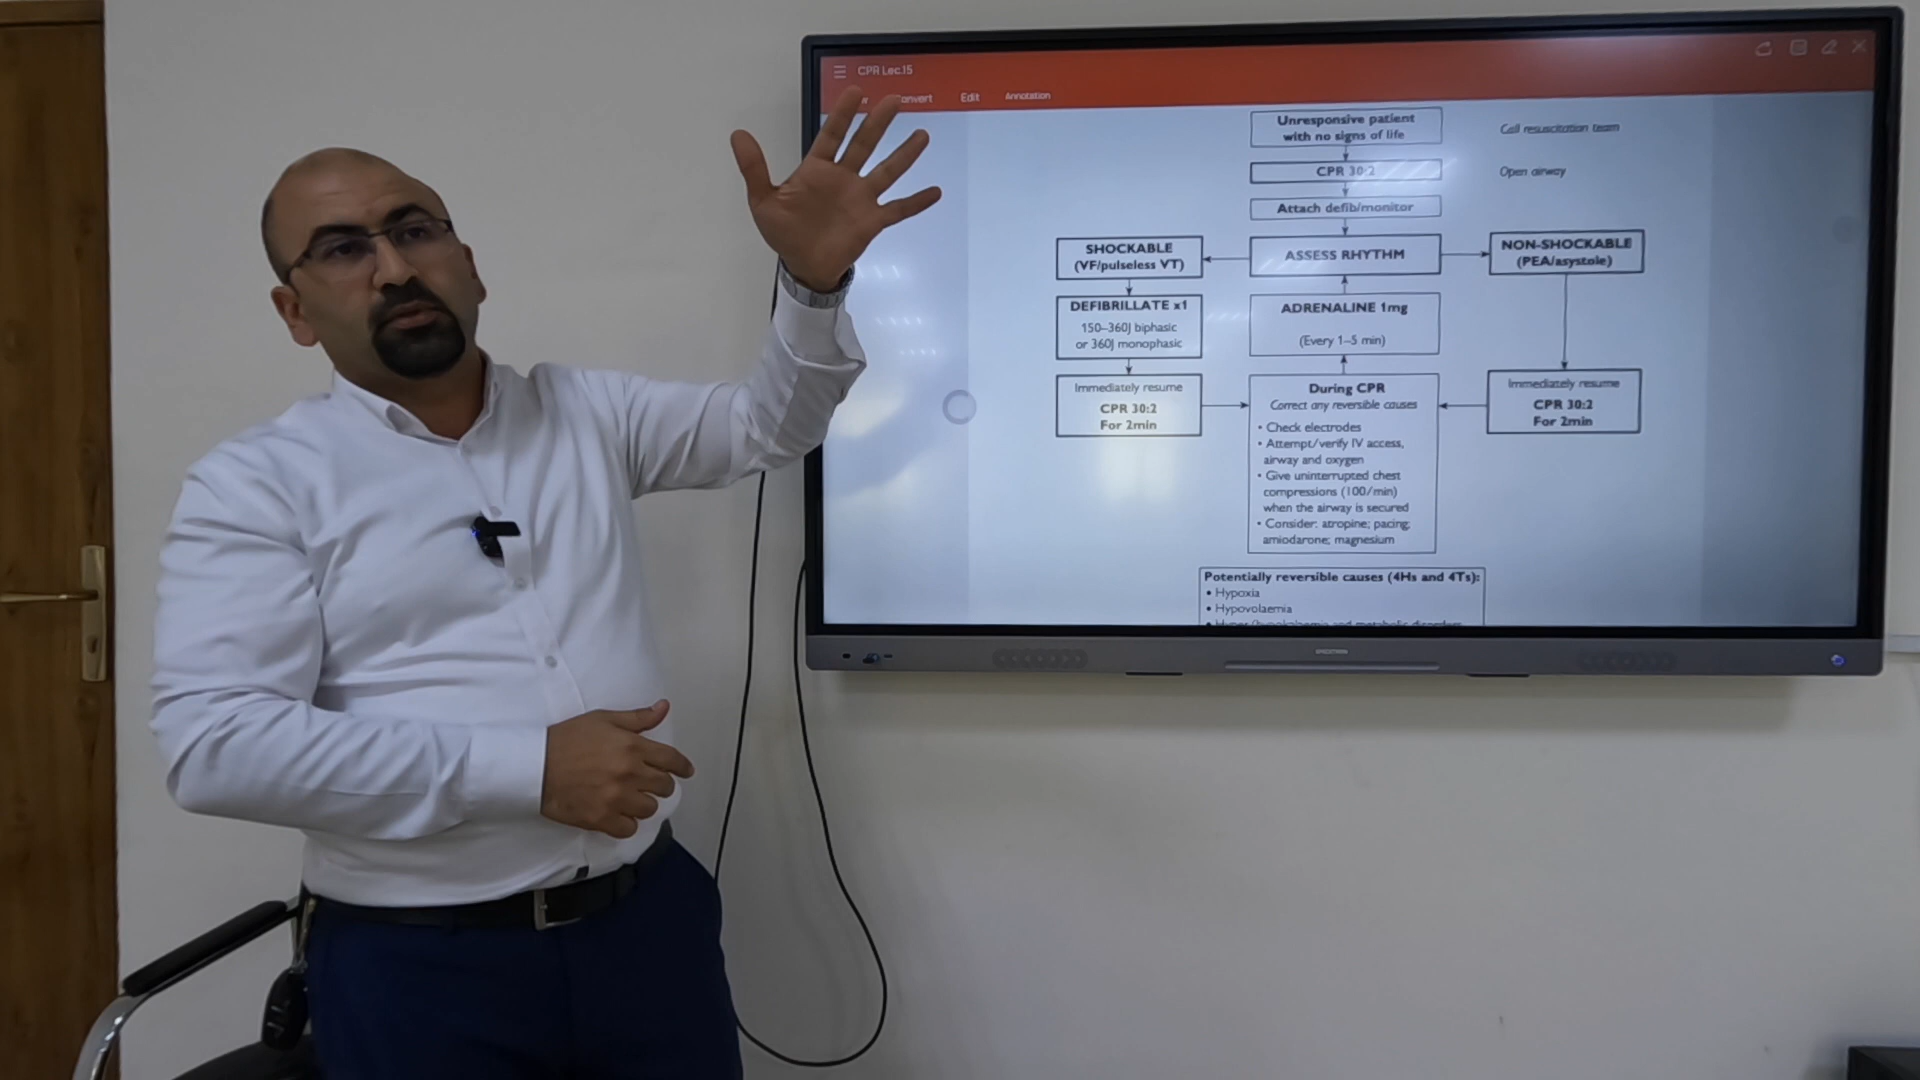 CPR Lec.15
Edit
Annotation
Unresponsive patient
with no signs of life
Call resuscitation team
CPR 30:2
Open airway
Attach defib/monitor
SHOCKABLE
(VF/pulseless VT)
ASSESS RHYTHM
NON-SHOCKABLE
(PEA/asystole)
DEFIBRILLATE x1
150–360J biphasic
or 360J monophasic
ADRENALINE 1mg
(Every 1–5 min)
Immediately resume
CPR 30:2
For 2min
During CPR
Correct any reversible causes
• Check electrodes
• Attempt/verify IV access,
airway and oxygen
• Give uninterrupted chest
compressions (100/min)
when the airway is secured
• Consider: atropine; pacing;
amiodarone; magnesium
Immediately resume
CPR 30:2
For 2min
Potentially reversible causes (4Hs and 4Ts):
• Hypoxia
• Hypovolaemia